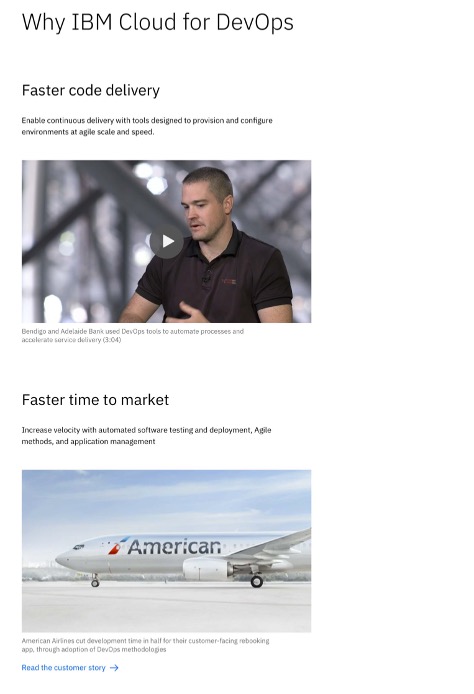 Why IBM Cloud for DevOps
Faster code delivery
Enable continuous delivery with tools designed to provision and configure
environments at agile scale and speed.
Bendigo and Adelaide Bank used DevOps tools to automate processes and
accelerate service delivery (3:04)
Faster time to market
Increase velocity with automated software testing and deployment, Agile
methods, and application management
American
American Airlines cut development time in half for their customer-facing rebooking
app, through adoption of DevOps methodologies
Read the customer story →